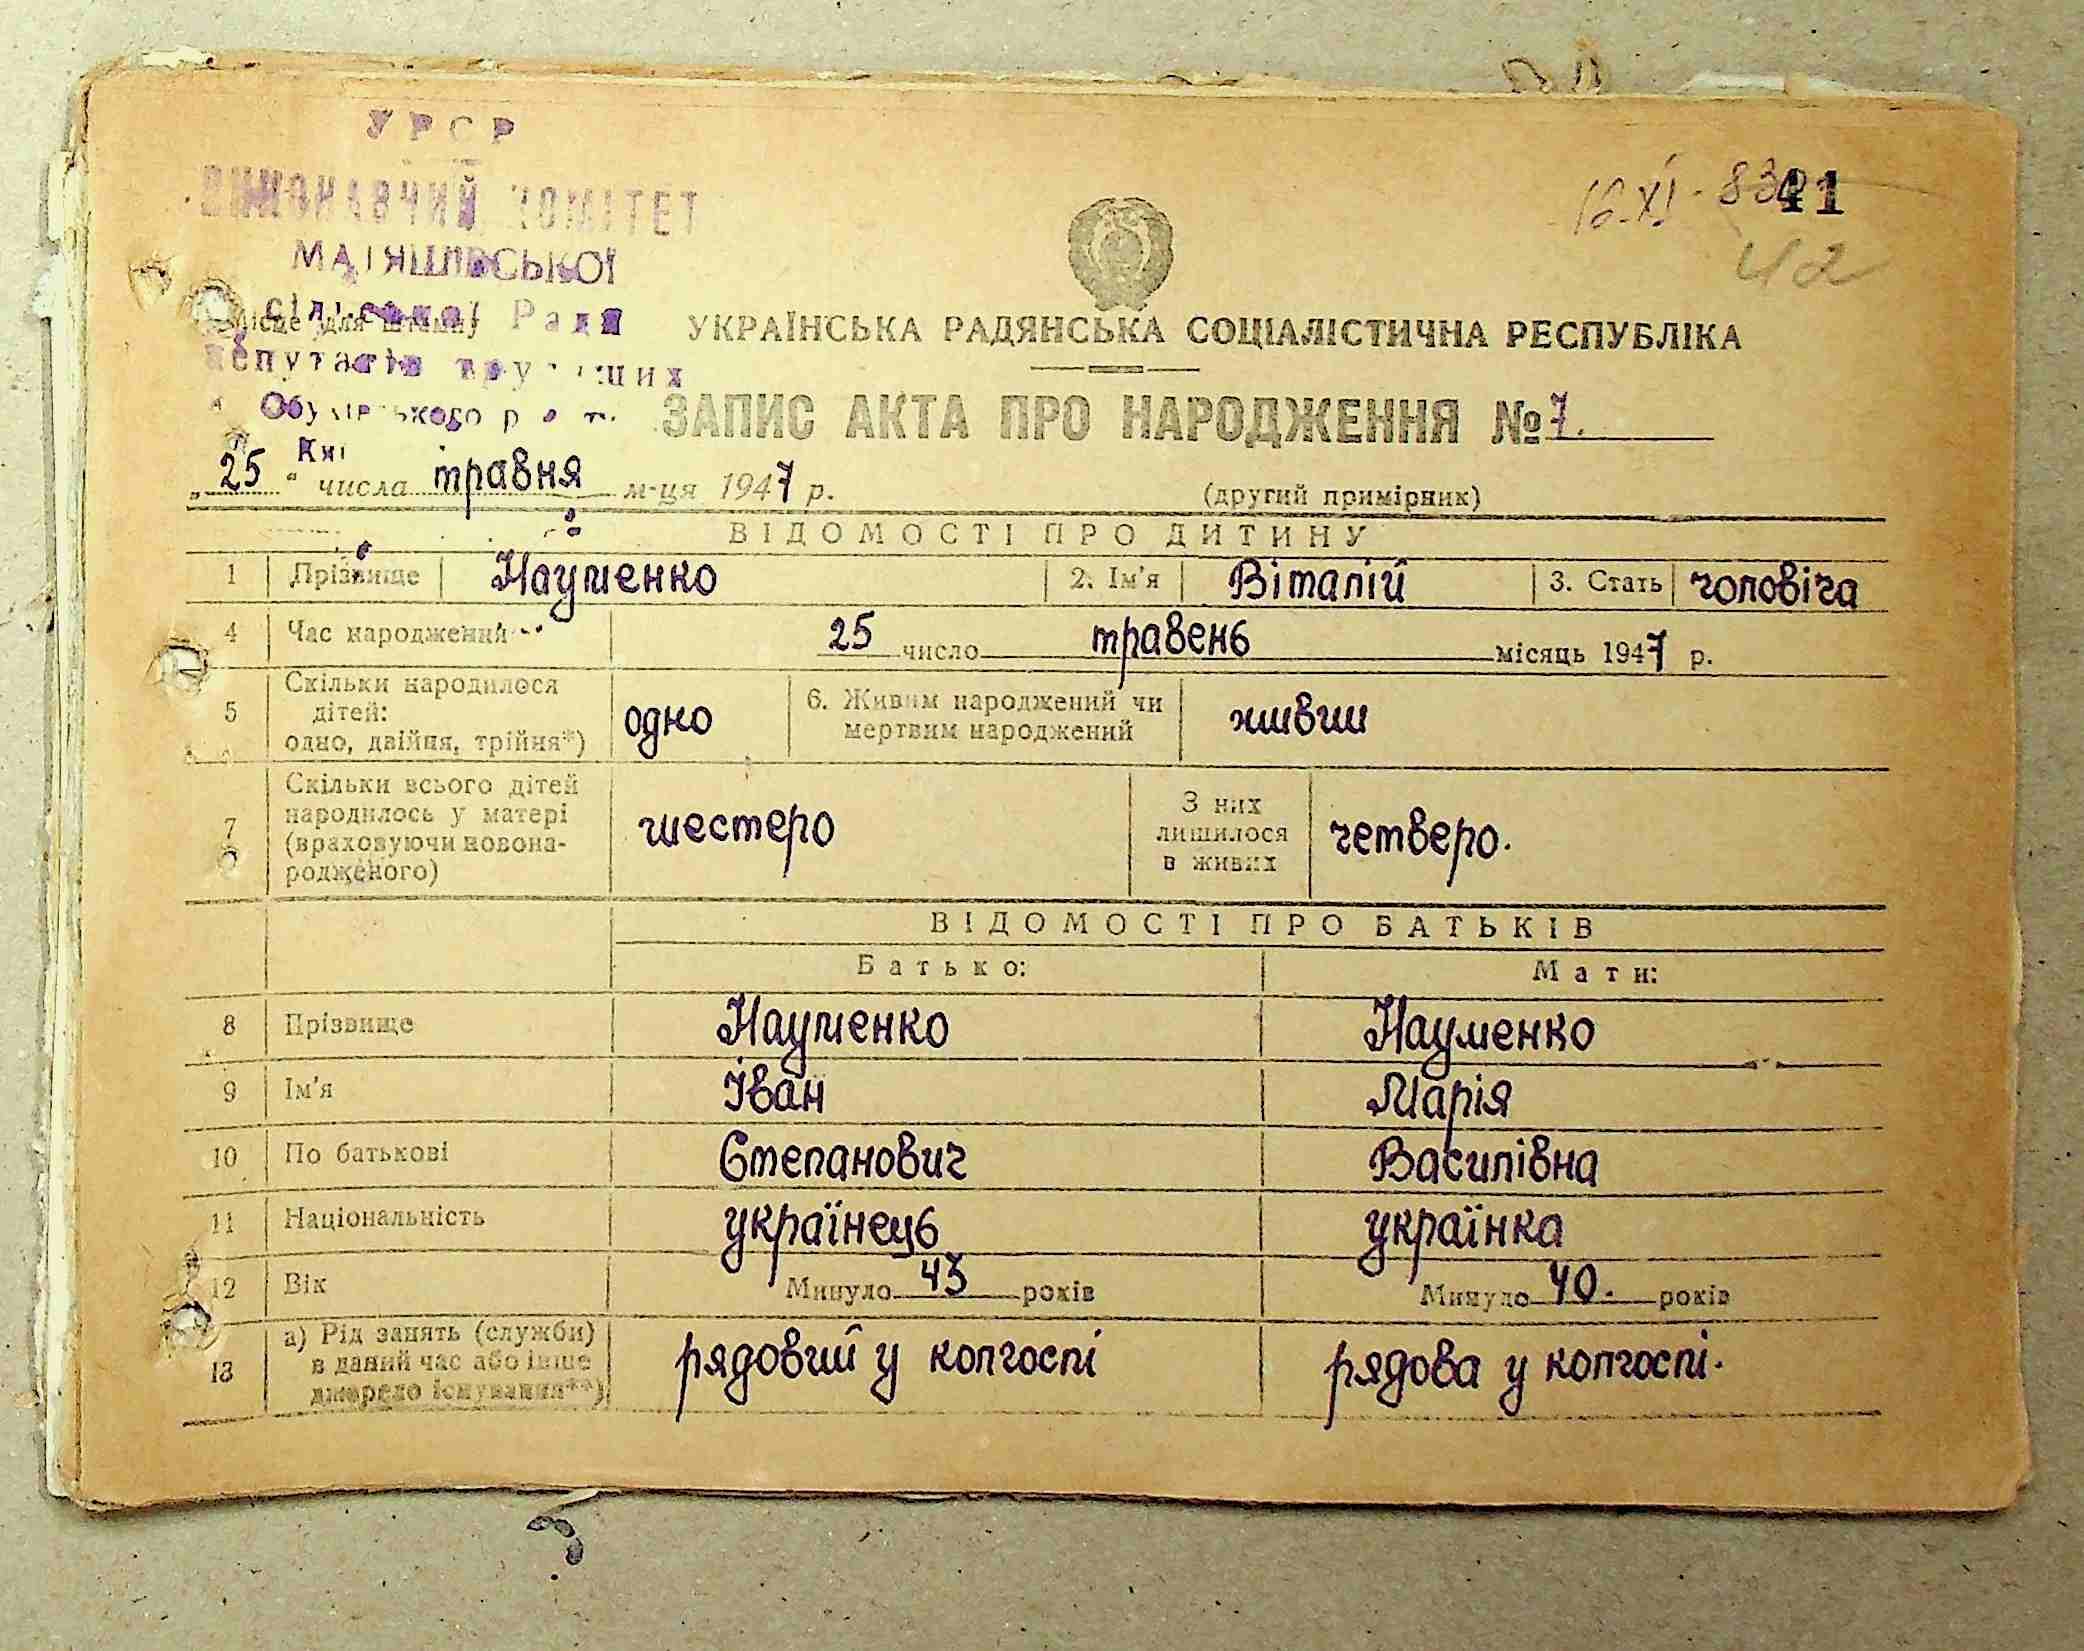 УРСР
ВИКОНАВЧИЙ КОМІТЕТ
МАТЯШІВСЬКОЇ
сільської Ради
Місце для штампу
депутатів трудящих
Обухівського
16.XI-83
41
42
УКРАЇНСЬКА РАДЯНСЬКА СОЦІАЛІСТИЧНА РЕСПУБЛІКА
ЗАПИС АКТА ПРО НАРОДЖЕННЯ № 7.
„25“ числа травня м-ця 1947 р. (другий примірник)
ВІДОМОСТІ ПРО ДИТИНУ
1 Прізвище Науменко 2. Ім'я Віталій 3. Стать чоловіча
4 Час народження 25 число травень місяць 1947 р.
5 Скільки народилося дітей: одно, двійня, трійня*) одно 6. Живим народжений чи мертвим народжений живим
7 Скільки всього дітей народилось у матері (враховуючи новонародженого) шестеро З них лишилося в живих четверо.
ВІДОМОСТІ ПРО БАТЬКІВ
Батько: Мати:
8 Прізвище Науменко Науменко
9 Ім'я Іван Марія
10 По батькові Степанович Василівна
11 Національність українець українка
12 Вік Минуло 43 років Минуло 40. років
13 а) Рід занять (служби) в даний час або інше джерело існування**) рядовий у колгоспі рядова у колгоспі.